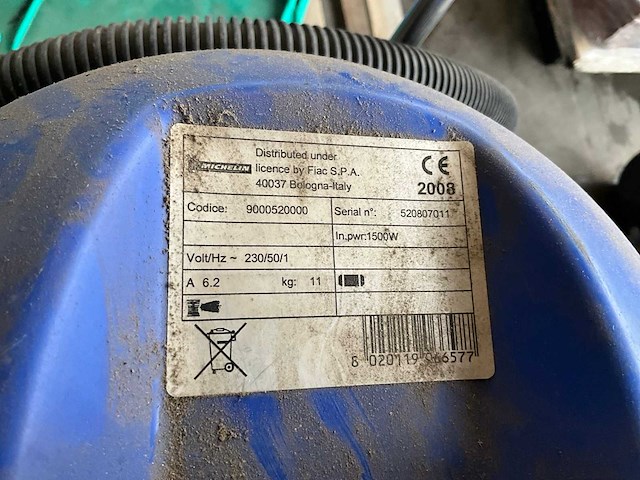 MICHELIN
Distributed under
licence by Fiac S.P.A.
40037 Bologna-Italy
CE
2008
Codice: 9000520000
Serial n°: 520807011
In.pwr:1500W
Volt/Hz ~ 230/50/1
A 6.2 kg: 11
8 020119 966577